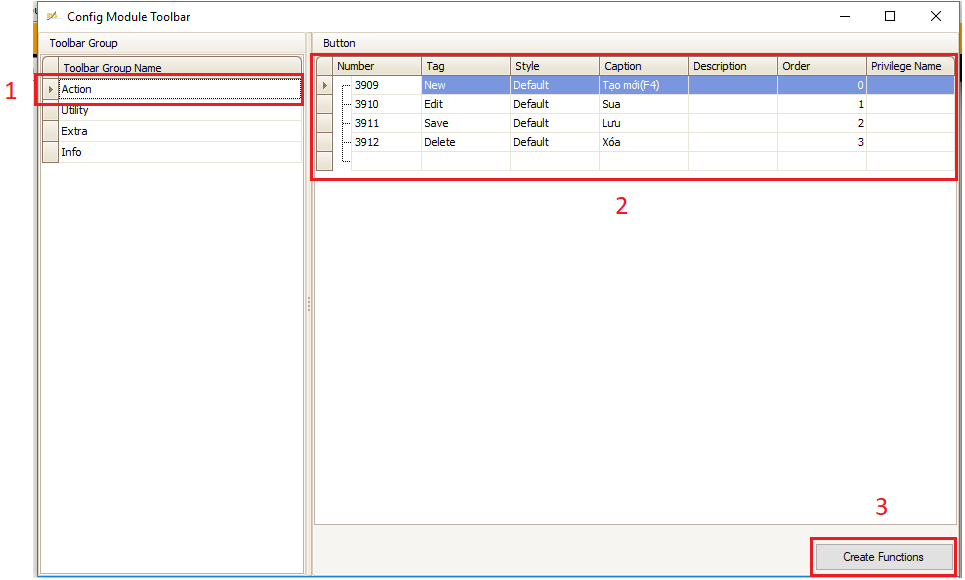 Config Module Toolbar
Toolbar Group
Button
Toolbar Group Name
Number Tag Style Caption Description Order Privilege Name
1
Action
Utility
Extra
Info
3909 New Default Tạo mới(F4) 0
3910 Edit Default Sua 1
3911 Save Default Lưu 2
3912 Delete Default Xóa 3
2
3
Create Functions